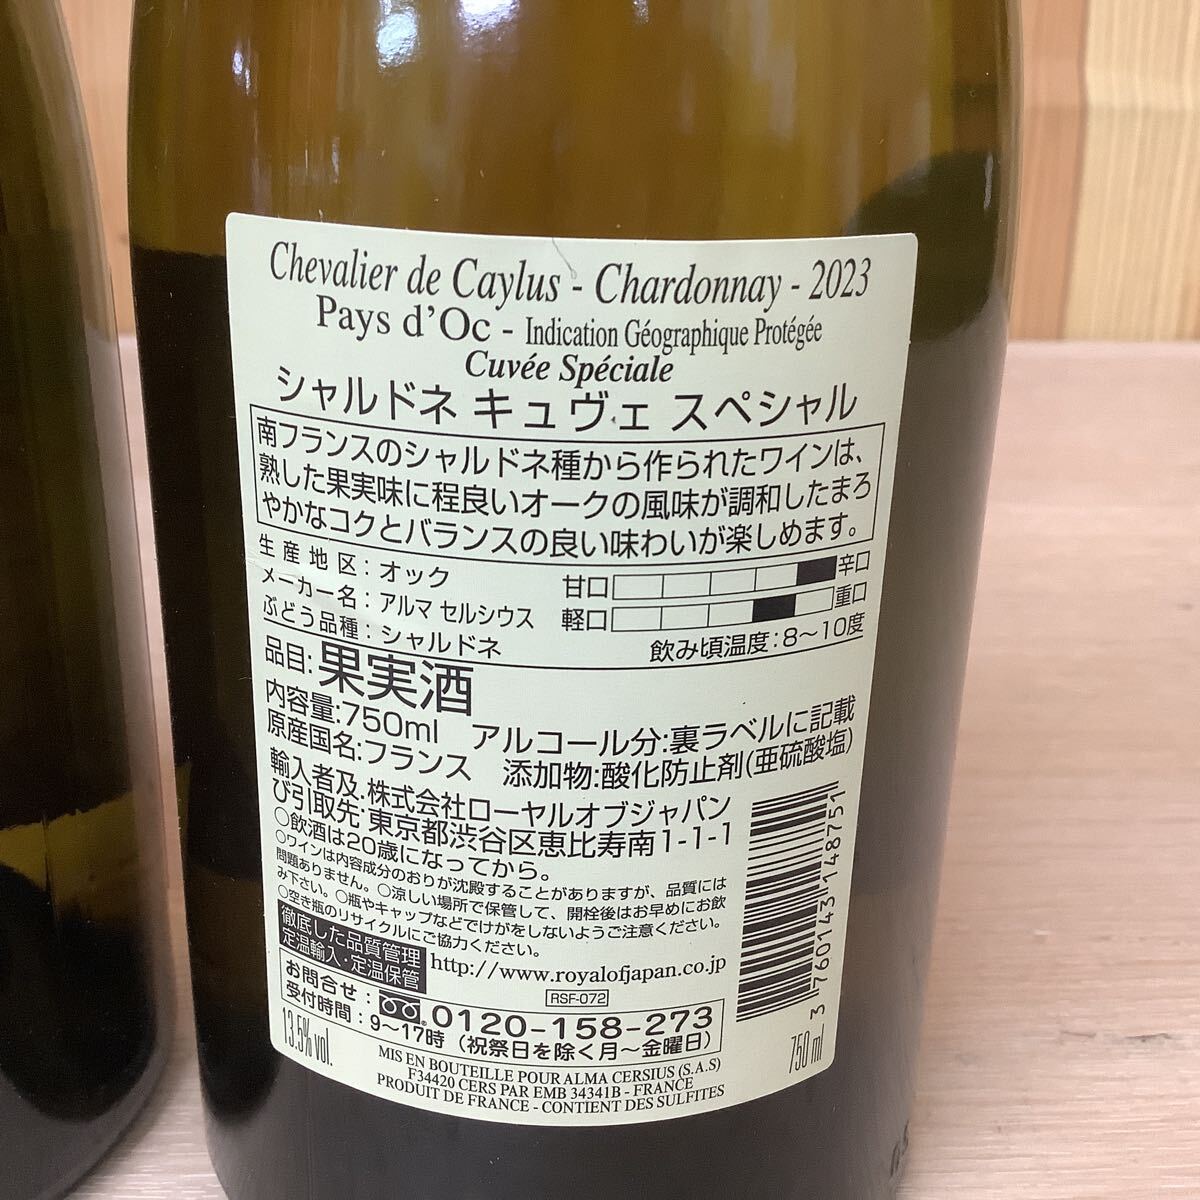 Chevalier de Caylus - Chardonnay - 2023
Pays d'Oc - Indication Géographique Protégée
Cuvée Spéciale
シャルドネ キュヴェ スペシャル
南フランスのシャルドネ種から作られたワインは、
熟した果実味に程良いオークの風味が調和したまろ
やかなコクとバランスの良い味わいが楽しめます。
生産地区:オック
メーカー名:アルマ セルシウス
ぶどう品種:シャルドネ
甘口 辛口
軽口 重口
飲み頃温度:8〜10度
品目:果実酒
内容量:750ml アルコール分:裏ラベルに記載
原産国名:フランス 添加物:酸化防止剤(亜硫酸塩)
輸入者及.株式会社ローヤルオブジャパン
び引取先:東京都渋谷区恵比寿南1-1-1
○飲酒は20歳になってから。
○ワインは内容成分のおりが沈殿することがありますが、品質には
問題ありません。○涼しい場所で保管して、開栓後はお早めにお飲
み下さい。○瓶やキャップなどでけがをしないようご注意ください。
○空き瓶のリサイクルにご協力ください。
徹底した品質管理
定温輸入・定温保管
http://www.royalofjapan.co.jp
RSF-072
お問合せ:0120-158-273
受付時間:9〜17時(祝祭日を除く月〜金曜日)
13.5% vol.
MIS EN BOUTEILLE POUR ALMA CERSIUS (S.A.S)
F34420 CERS PAR EMB 34341B - FRANCE
PRODUIT DE FRANCE - CONTIENT DES SULFITES
750 ml
3 760143 148751